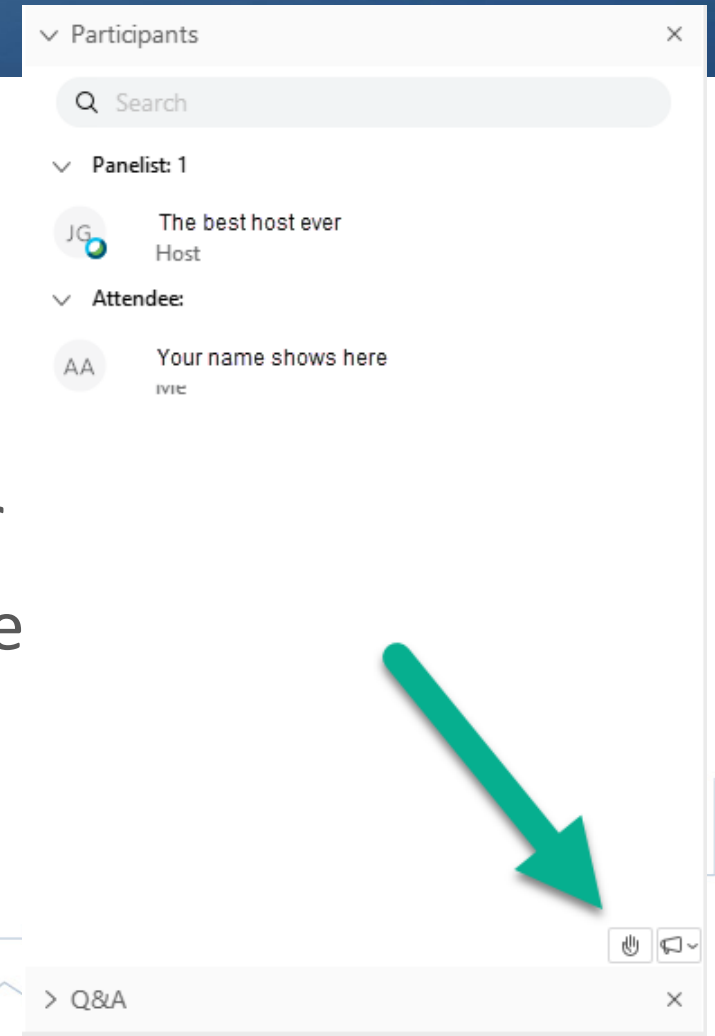 Participants
Search
Panelist: 1
JG
The best host ever
Host
Attendee:
AA
Your name shows here
Me
e
Q&A